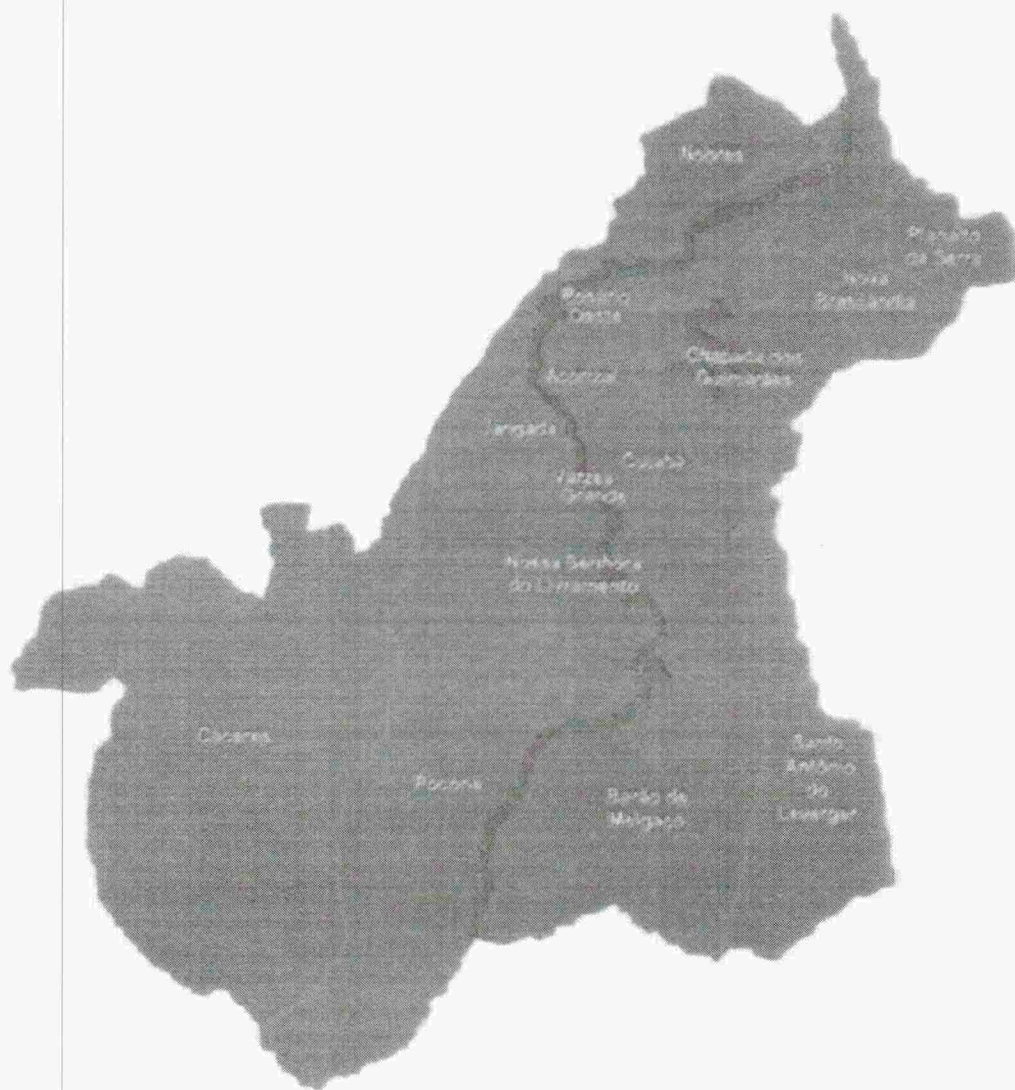 Nobres
Planalto
da Serra
Nova
Brasilândia
Rosário
Oeste
Chapada dos
Guimarães
Acorizal
Jangada
Cuiabá
Várzea
Grande
Nossa Senhora
do Livramento
Cáceres
Poconé
Barão de
Melgaço
Santo
Antônio
do
Leverger